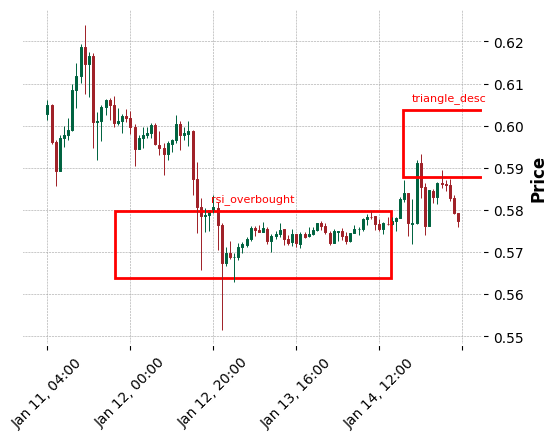 0.62
0.61
triangle_desc
0.60
0.59
rsi_overbought
0.58
0.57
0.56
0.55
Price
Jan 11, 04:00
Jan 12, 00:00
Jan 12, 20:00
Jan 13, 16:00
Jan 14, 12:00